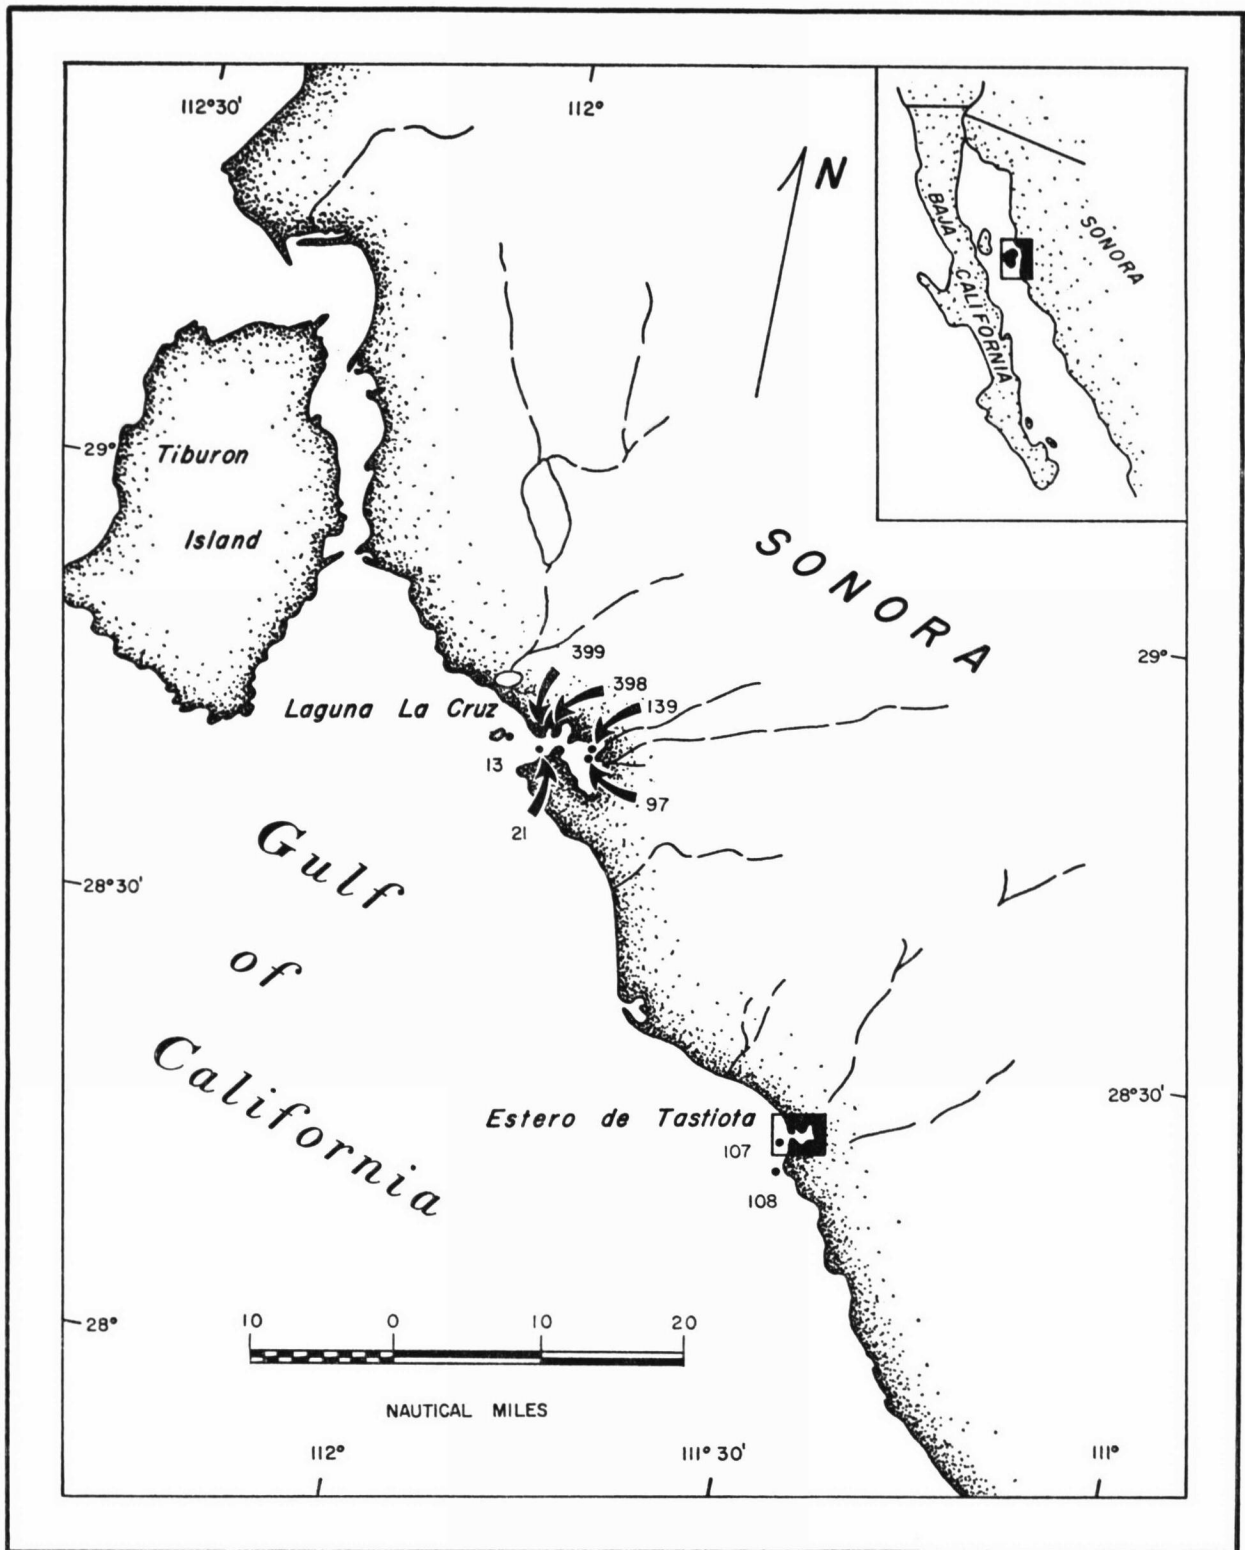 112°30'
112°
N
BAJA
CALIFORNIA
SONORA
29°
Tiburon
Island
SONORA
29°
399
398
139
Laguna La Cruz
13
97
21
Gulf
of
California
28°30'
28°30'
Estero de Tastiota
107
108
28°
10 0 10 20
NAUTICAL MILES
112°
111°30'
111°